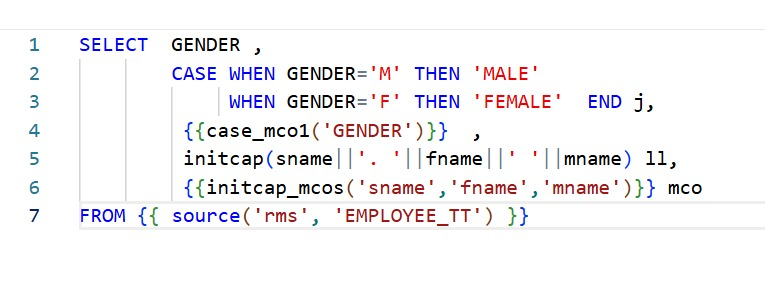 1 SELECT  GENDER ,
2         CASE WHEN GENDER='M' THEN 'MALE'
3              WHEN GENDER='F' THEN 'FEMALE'  END j,
4          {{case_mco1('GENDER')}}  ,
5          initcap(sname||'. '||fname||' '||mname) ll,
6          {{initcap_mcos('sname','fname','mname')}} mco
7 FROM {{ source('rms', 'EMPLOYEE_TT') }}